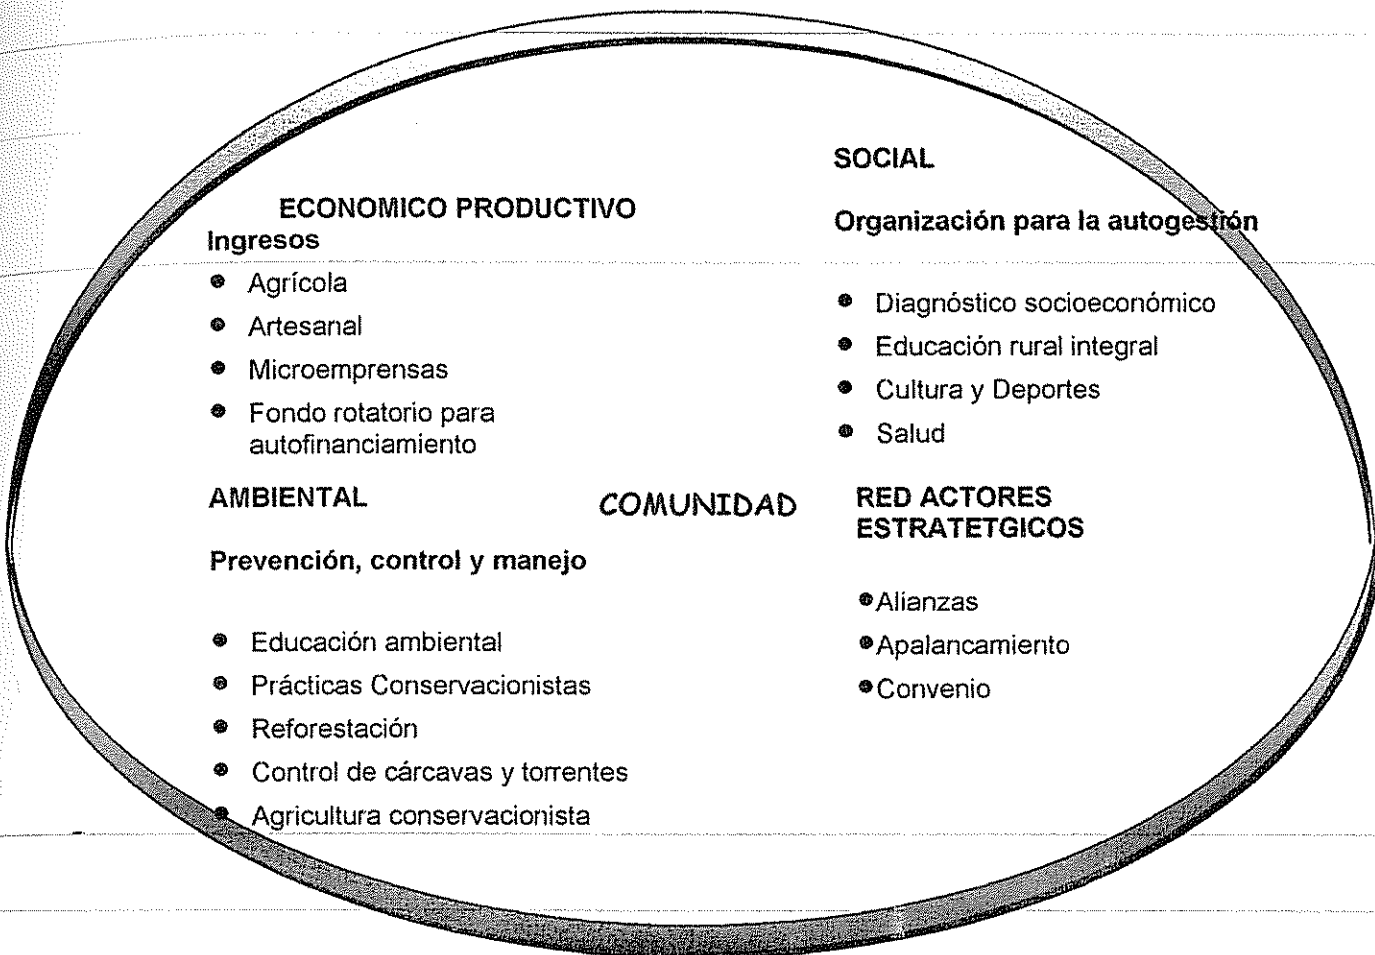 ECONOMICO PRODUCTIVO
Ingresos
● Agrícola
● Artesanal
● Microemprensas
● Fondo rotatorio para
autofinanciamiento
SOCIAL
Organización para la autogestión
● Diagnóstico socioeconómico
● Educación rural integral
● Cultura y Deportes
● Salud
COMUNIDAD
AMBIENTAL
Prevención, control y manejo
● Educación ambiental
● Prácticas Conservacionistas
● Reforestación
● Control de cárcavas y torrentes
● Agricultura conservacionista
RED ACTORES
ESTRATETGICOS
●Alianzas
●Apalancamiento
●Convenio